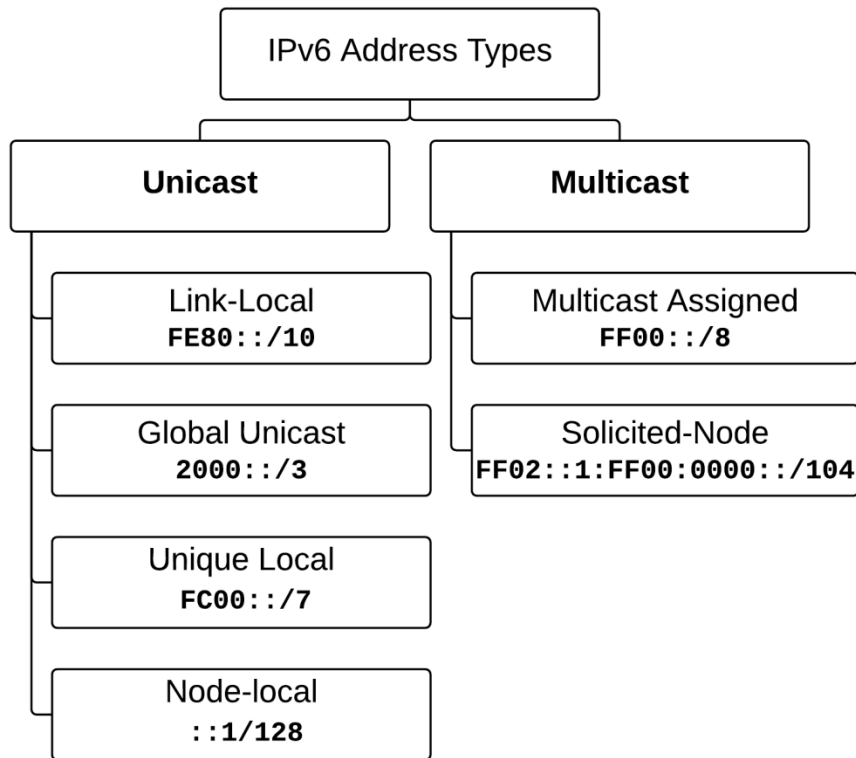 IPv6 Address Types
Unicast
Multicast
Link-Local
FE80::/10
Global Unicast
2000::/3
Unique Local
FC00::/7
Node-local
::1/128
Multicast Assigned
FF00::/8
Solicited-Node
FF02::1:FF00:0000::/104